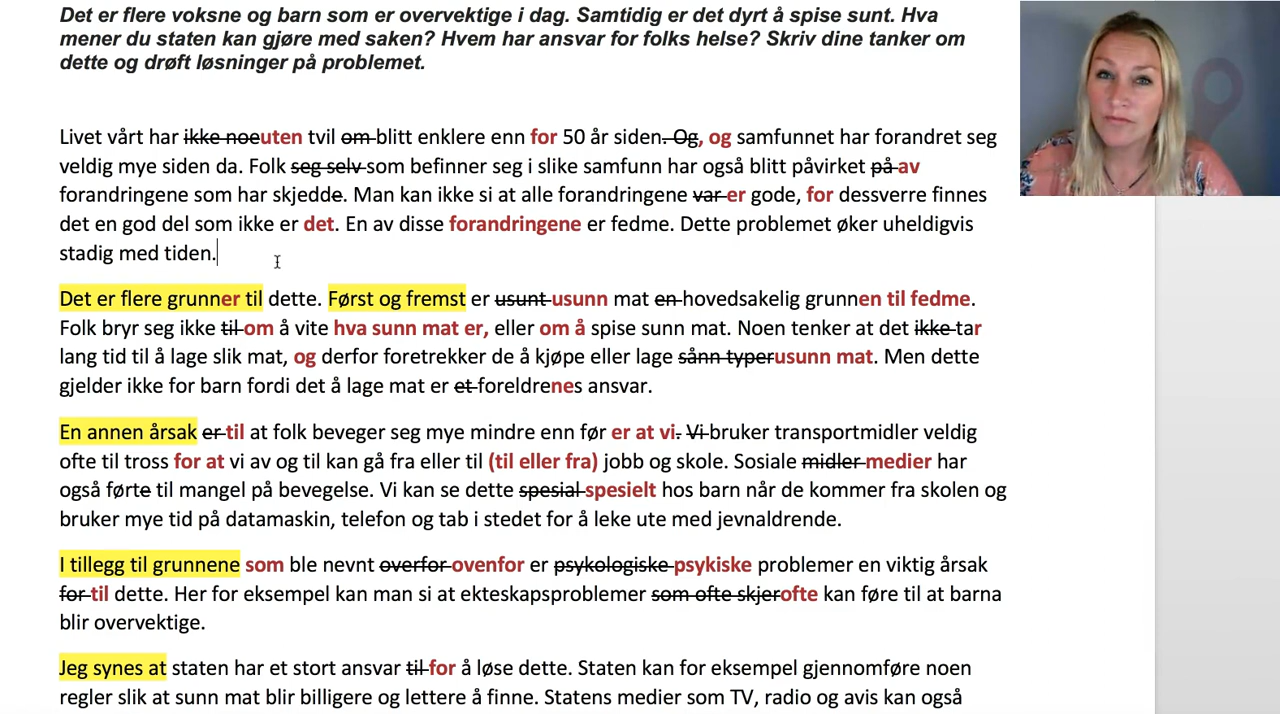 Det er flere voksne og barn som er overvektige i dag. Samtidig er det dyrt å spise sunt. Hva
mener du staten kan gjøre med saken? Hvem har ansvar for folks helse? Skriv dine tanker om
dette og drøft løsninger på problemet.
Livet vårt har ikke noeuten tvil om blitt enklere enn for 50 år siden. Og, og samfunnet har forandret seg
veldig mye siden da. Folk seg selv som befinner seg i slike samfunn har også blitt påvirket på av
forandringene som har skjedde. Man kan ikke si at alle forandringene var er gode, for dessverre finnes
det en god del som ikke er det. En av disse forandringene er fedme. Dette problemet øker uheldigvis
stadig med tiden.
Det er flere grunner til dette. Først og fremst er usunt usunn mat en hovedsakelig grunnen til fedme.
Folk bryr seg ikke til om å vite hva sunn mat er, eller om å spise sunn mat. Noen tenker at det ikke tar
lang tid til å lage slik mat, og derfor foretrekker de å kjøpe eller lage sånn typerusunn mat. Men dette
gjelder ikke for barn fordi det å lage mat er et foreldrenes ansvar.
En annen årsak er til at folk beveger seg mye mindre enn før er at vi. Vi bruker transportmidler veldig
ofte til tross for at vi av og til kan gå fra eller til (til eller fra) jobb og skole. Sosiale midler medier har
også førte til mangel på bevegelse. Vi kan se dette spesial spesielt hos barn når de kommer fra skolen og
bruker mye tid på datamaskin, telefon og tab i stedet for å leke ute med jevnaldrende.
I tillegg til grunnene som ble nevnt overfor ovenfor er psykologiske psykiske problemer en viktig årsak
for til dette. Her for eksempel kan man si at ekteskapsproblemer som ofte skjerofte kan føre til at barna
blir overvektige.
Jeg synes at staten har et stort ansvar til for å løse dette. Staten kan for eksempel gjennomføre noen
regler slik at sunn mat blir billigere og lettere å finne. Statens medier som TV, radio og avis kan også